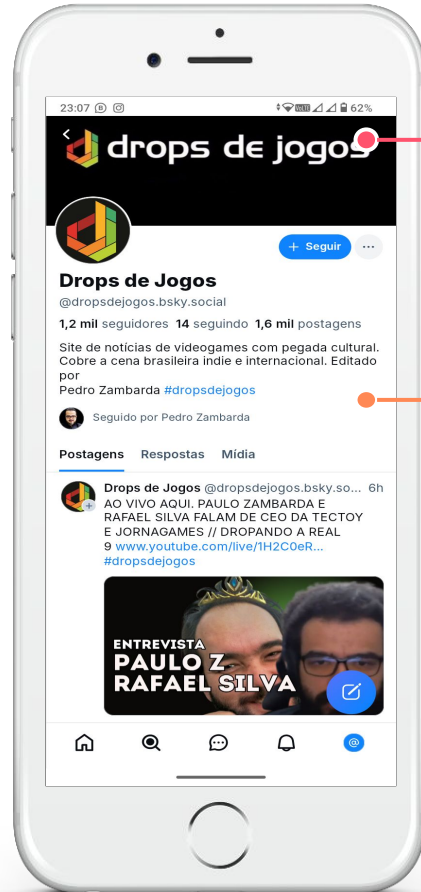 23:07 62%
drops de jogos
+ Seguir
Drops de Jogos
@dropsdejogos.bsky.social
1,2 mil seguidores 14 seguindo 1,6 mil postagens
Site de notícias de videogames com pegada cultural.
Cobre a cena brasileira indie e internacional. Editado
por
Pedro Zambarda #dropsdejogos
Seguido por Pedro Zambarda
Postagens Respostas Mídia
Drops de Jogos @dropsdejogos.bsky.so... 6h
AO VIVO AQUI. PAULO ZAMBARDA E
RAFAEL SILVA FALAM DE CEO DA TECTOY
E JORNAGAMES // DROPANDO A REAL
9 www.youtube.com/live/1H2C0eR...
#dropsdejogos
ENTREVISTA
PAULO Z
RAFAEL SILVA